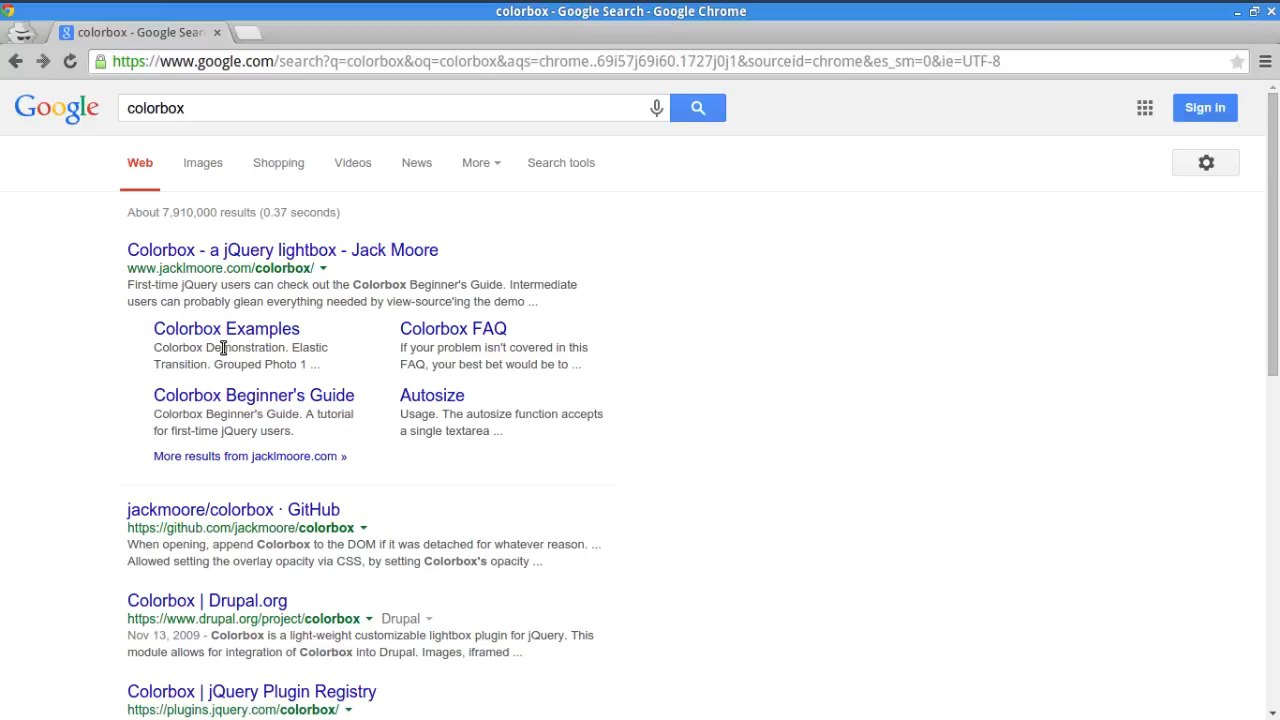 colorbox - Google Search - Google Chrome
colorbox - Google Sear
https://www.google.com/search?q=colorbox&oq=colorbox&aqs=chrome..69i57j69i60.1727j0j1&sourceid=chrome&es_sm=0&ie=UTF-8
Google
colorbox
Sign in
Web Images Shopping Videos News More Search tools
About 7,910,000 results (0.37 seconds)
Colorbox - a jQuery lightbox - Jack Moore
www.jacklmoore.com/colorbox/
First-time jQuery users can check out the Colorbox Beginner's Guide. Intermediate
users can probably glean everything needed by view-source'ing the demo ...
Colorbox Examples
Colorbox Demonstration. Elastic
Transition. Grouped Photo 1 ...
Colorbox FAQ
If your problem isn't covered in this
FAQ, your best bet would be to ...
Colorbox Beginner's Guide
Colorbox Beginner's Guide. A tutorial
for first-time jQuery users.
Autosize
Usage. The autosize function accepts
a single textarea ...
More results from jacklmoore.com »
jackmoore/colorbox · GitHub
https://github.com/jackmoore/colorbox
When opening, append Colorbox to the DOM if it was detached for whatever reason. ...
Allowed setting the overlay opacity via CSS, by setting Colorbox's opacity ...
Colorbox | Drupal.org
https://www.drupal.org/project/colorbox Drupal
Nov 13, 2009 - Colorbox is a light-weight customizable lightbox plugin for jQuery. This
module allows for integration of Colorbox into Drupal. Images, iframed ...
Colorbox | jQuery Plugin Registry
https://plugins.jquery.com/colorbox/